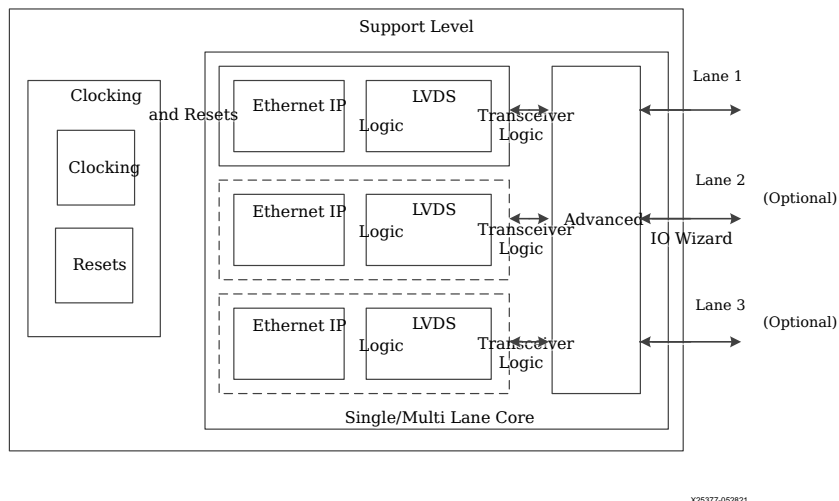 Support Level
Clocking
and Resets
Clocking
Resets
Ethernet IP
Logic
LVDS
Transceiver
Logic
Ethernet IP
Logic
LVDS
Transceiver
Logic
Ethernet IP
Logic
LVDS
Transceiver
Logic
Advanced
IO Wizard
Lane 1
Lane 2
(Optional)
Lane 3
(Optional)
Single/Multi Lane Core
X25377-052821